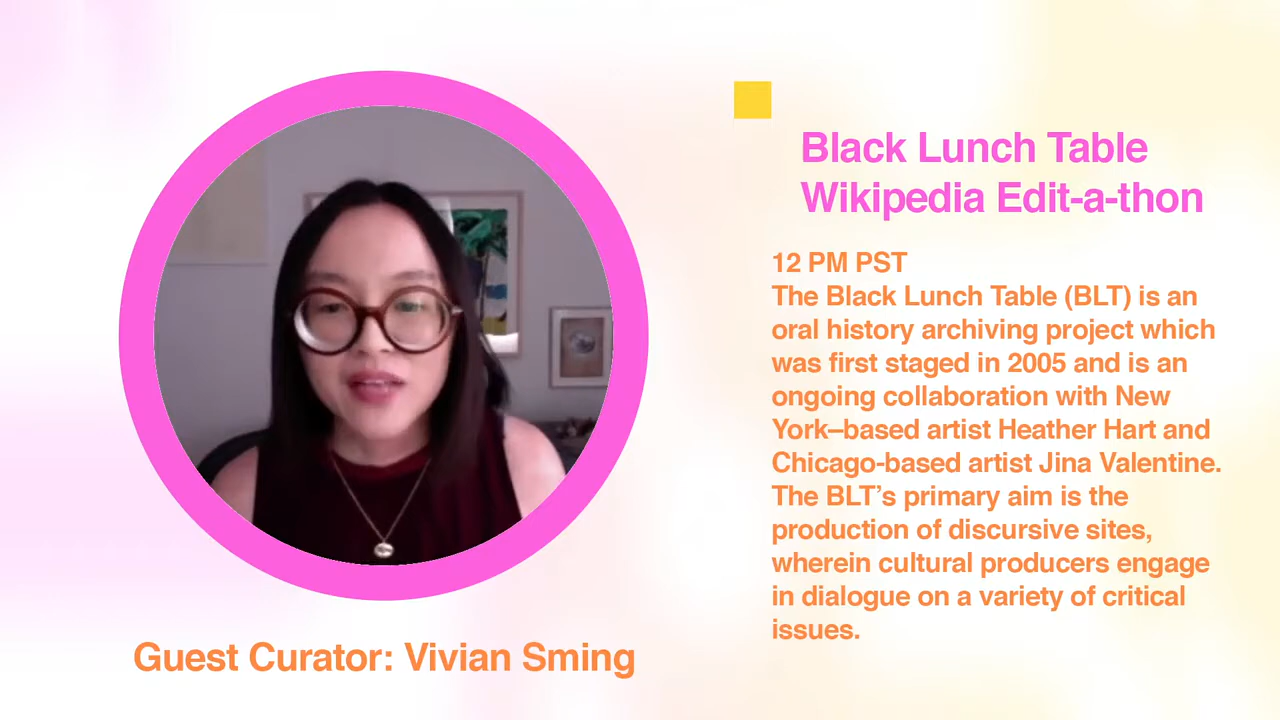 Black Lunch Table
Wikipedia Edit-a-thon
12 PM PST
The Black Lunch Table (BLT) is an
oral history archiving project which
was first staged in 2005 and is an
ongoing collaboration with New
York–based artist Heather Hart and
Chicago-based artist Jina Valentine.
The BLT’s primary aim is the
production of discursive sites,
wherein cultural producers engage
in dialogue on a variety of critical
issues.
Guest Curator: Vivian Sming